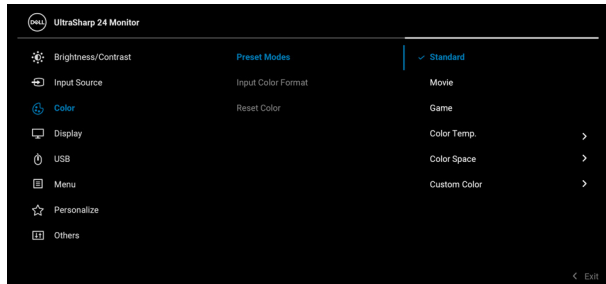 DELL UltraSharp 24 Monitor
Brightness/Contrast Preset Modes Standard
Input Source Input Color Format Movie
Color Reset Color Game
Display Color Temp.
USB Color Space
Menu Custom Color
Personalize
Others
Exit